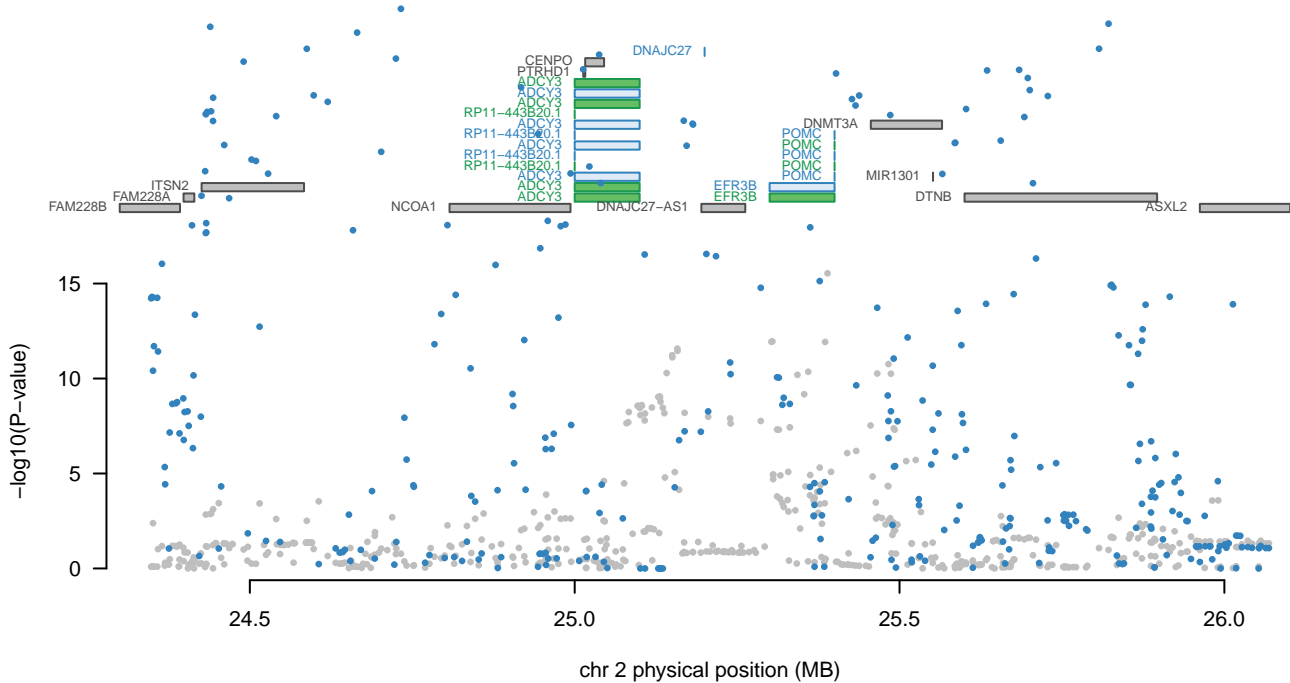 DNAJC27
CENPO
PTRHD1
ADCY3
ADCY3
ADCY3
RP11−443B20.1
ADCY3 DNMT3A
RP11−443B20.1 POMC
ADCY3 POMC
RP11−443B20.1 POMC
RP11−443B20.1 POMC
ADCY3 POMC MIR1301
ITSN2 ADCY3 EFR3B
FAM228A ADCY3 EFR3B DTNB
FAM228B NCOA1 DNAJC27−AS1 ASXL2
15
10
5
0
−log10(P−value)
24.5 25.0 25.5 26.0
chr 2 physical position (MB)